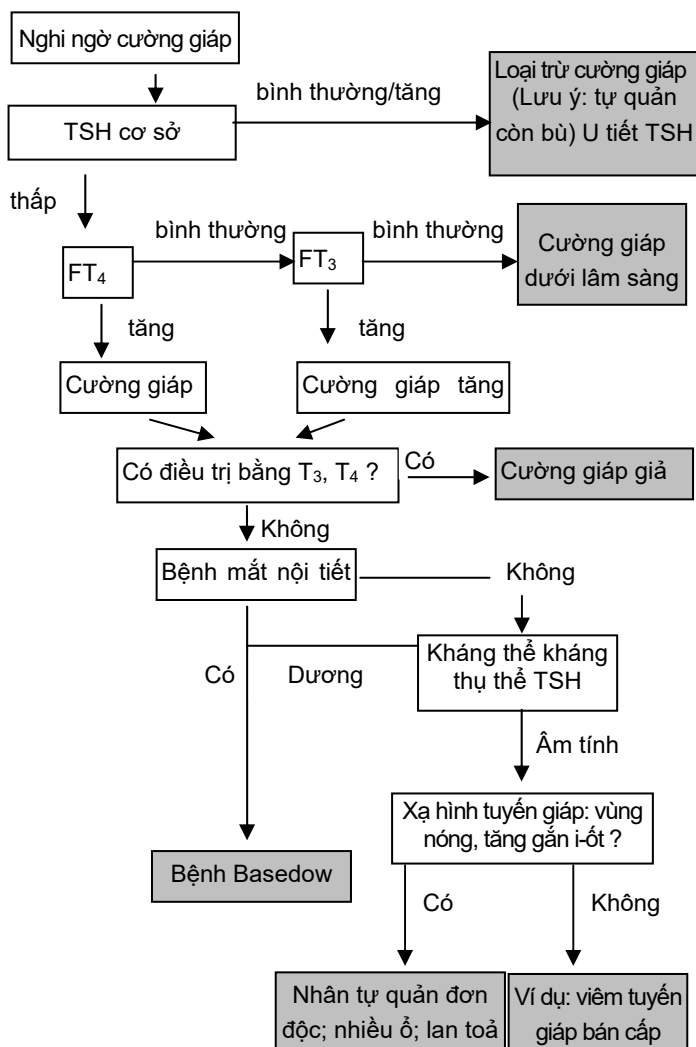 Nghi ngờ cường giáp
Loại trừ cường giáp
(Lưu ý: tự quản
còn bù) U tiết TSH
bình thường/tăng
TSH cơ sở
thấp
bình thường
bình thường
FT₄
FT₃
Cường giáp
dưới lâm sàng
tăng
tăng
Cường giáp
Cường giáp tăng
Có điều trị bằng T₃, T₄ ?
Có
Cường giáp giả
Không
Bệnh mắt nội tiết
Không
Có
Dương
Kháng thể kháng
thụ thể TSH
Âm tính
Xạ hình tuyến giáp: vùng
nóng, tăng gắn i-ốt ?
Bệnh Basedow
Có
Không
Nhân tự quản đơn
độc; nhiều ổ; lan toả
Ví dụ: viêm tuyến
giáp bán cấp